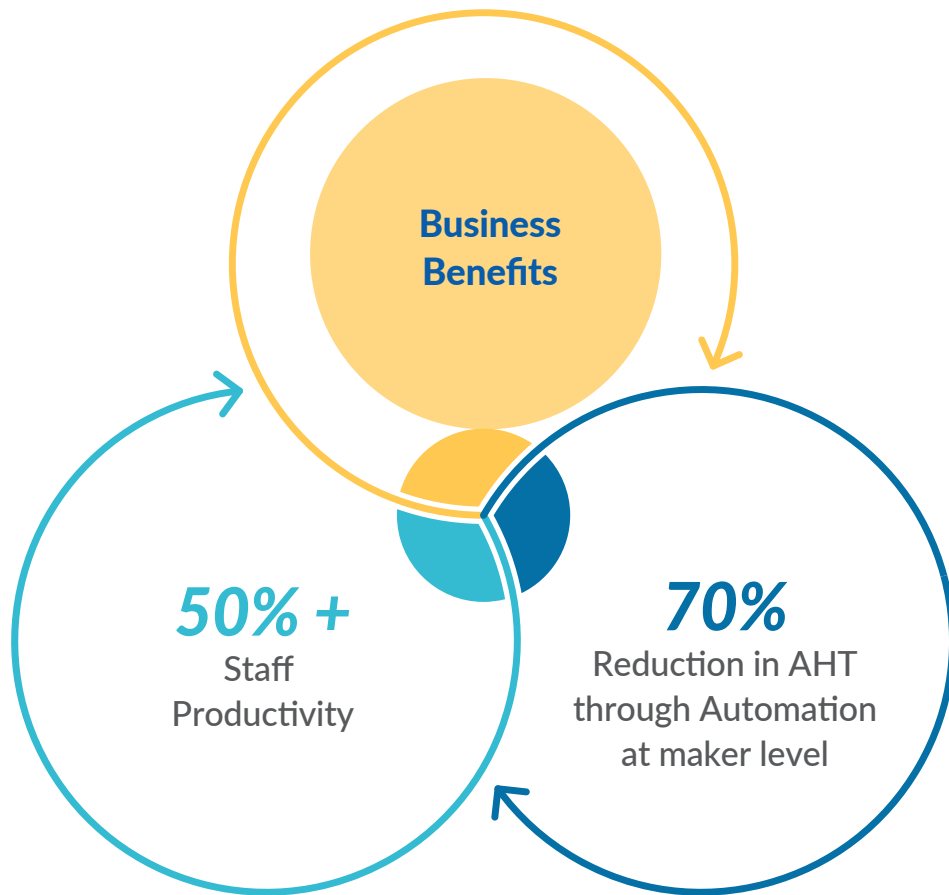 Business
Benefits
50% +
Staff
Productivity
70%
Reduction in AHT
through Automation
at maker level